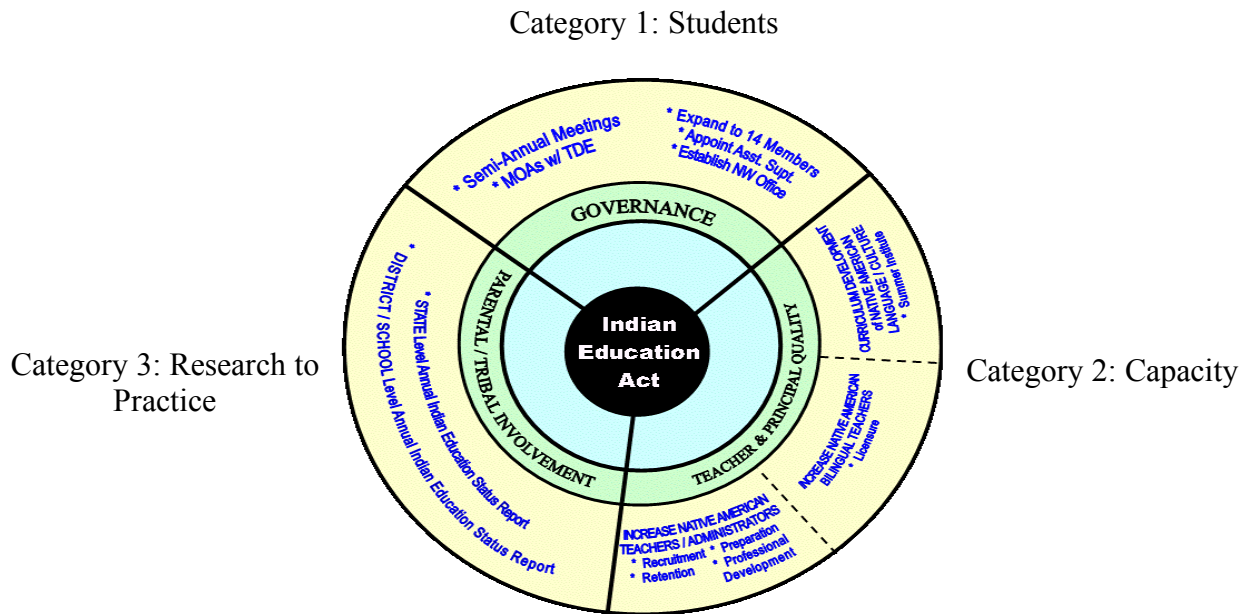 Category 1: Students
* Semi-Annual Meetings
* MOAs w/ TDE
* Expand to 14 Members
* Appoint Asst. Supt.
* Establish NW Office
GOVERNANCE
CURRICULUM DEVELOPMENT
of NATIVE AMERICAN
LANGUAGE / CULTURE
* Summer Institute
Indian
Education
Act
PARENTAL / TRIBAL INVOLVEMENT
TEACHER & PRINCIPAL QUALITY
Category 3: Research to
Practice
Category 2: Capacity
* DISTRICT / SCHOOL Level Annual Indian Education Status Report
* STATE Level Annual Indian Education Status Report
INCREASE NATIVE AMERICAN
BILINGUAL TEACHERS
* Licensure
INCREASE NATIVE AMERICAN
TEACHERS / ADMINISTRATORS
* Recruitment * Preparation
* Retention * Professional
Development